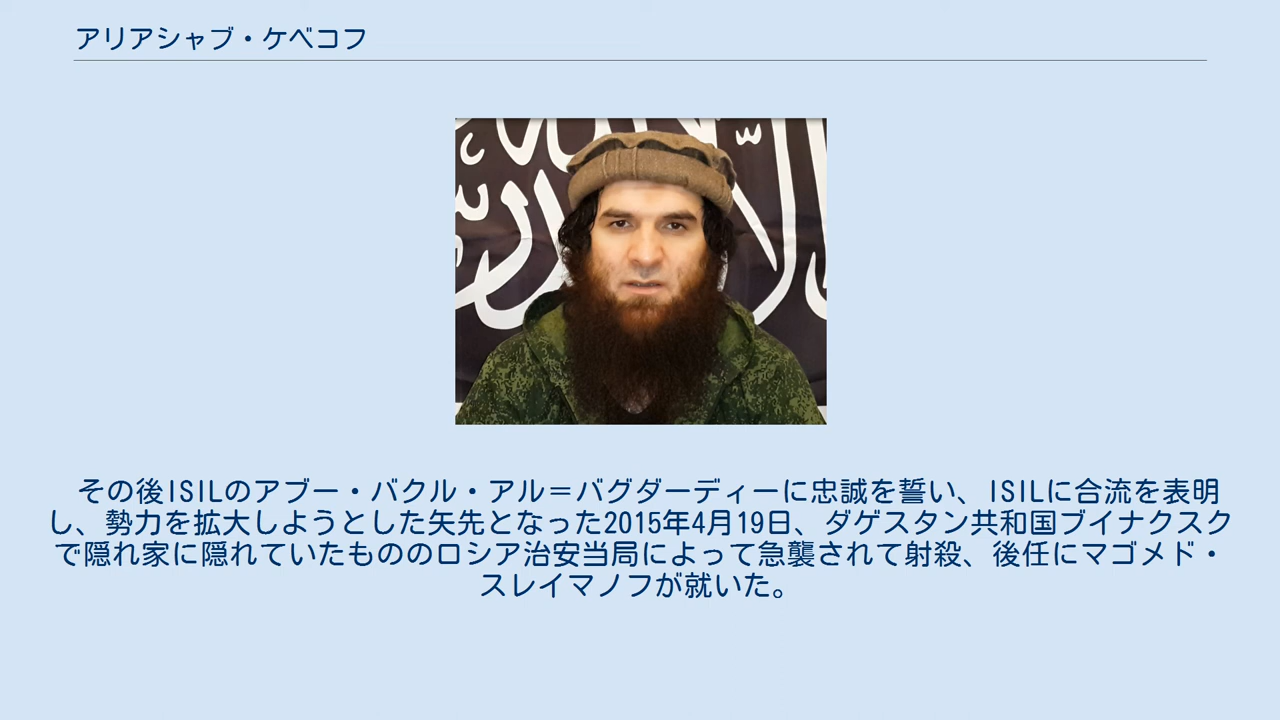 アリアシャブ・ケベコフ
その後ISILのアブー・バクル・アル＝バグダーディーに忠誠を誓い、ISILに合流を表明
し、勢力を拡大しようとした矢先となった2015年4月19日、ダゲスタン共和国ブイナクスク
で隠れ家に隠れていたもののロシア治安当局によって急襲されて射殺、後任にマゴメド・
スレイマノフが就いた。